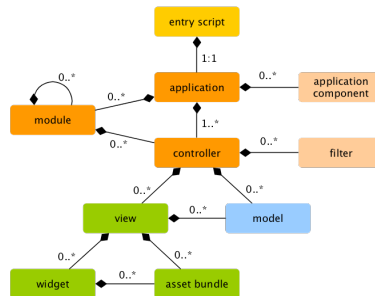 entry script
1:1
application
0..*
application
component
0..*
0..*
module
1..*
0..*
controller
0..*
filter
0..*
0..*
view
0..*
model
0..*
0..*
widget
0..*
asset bundle